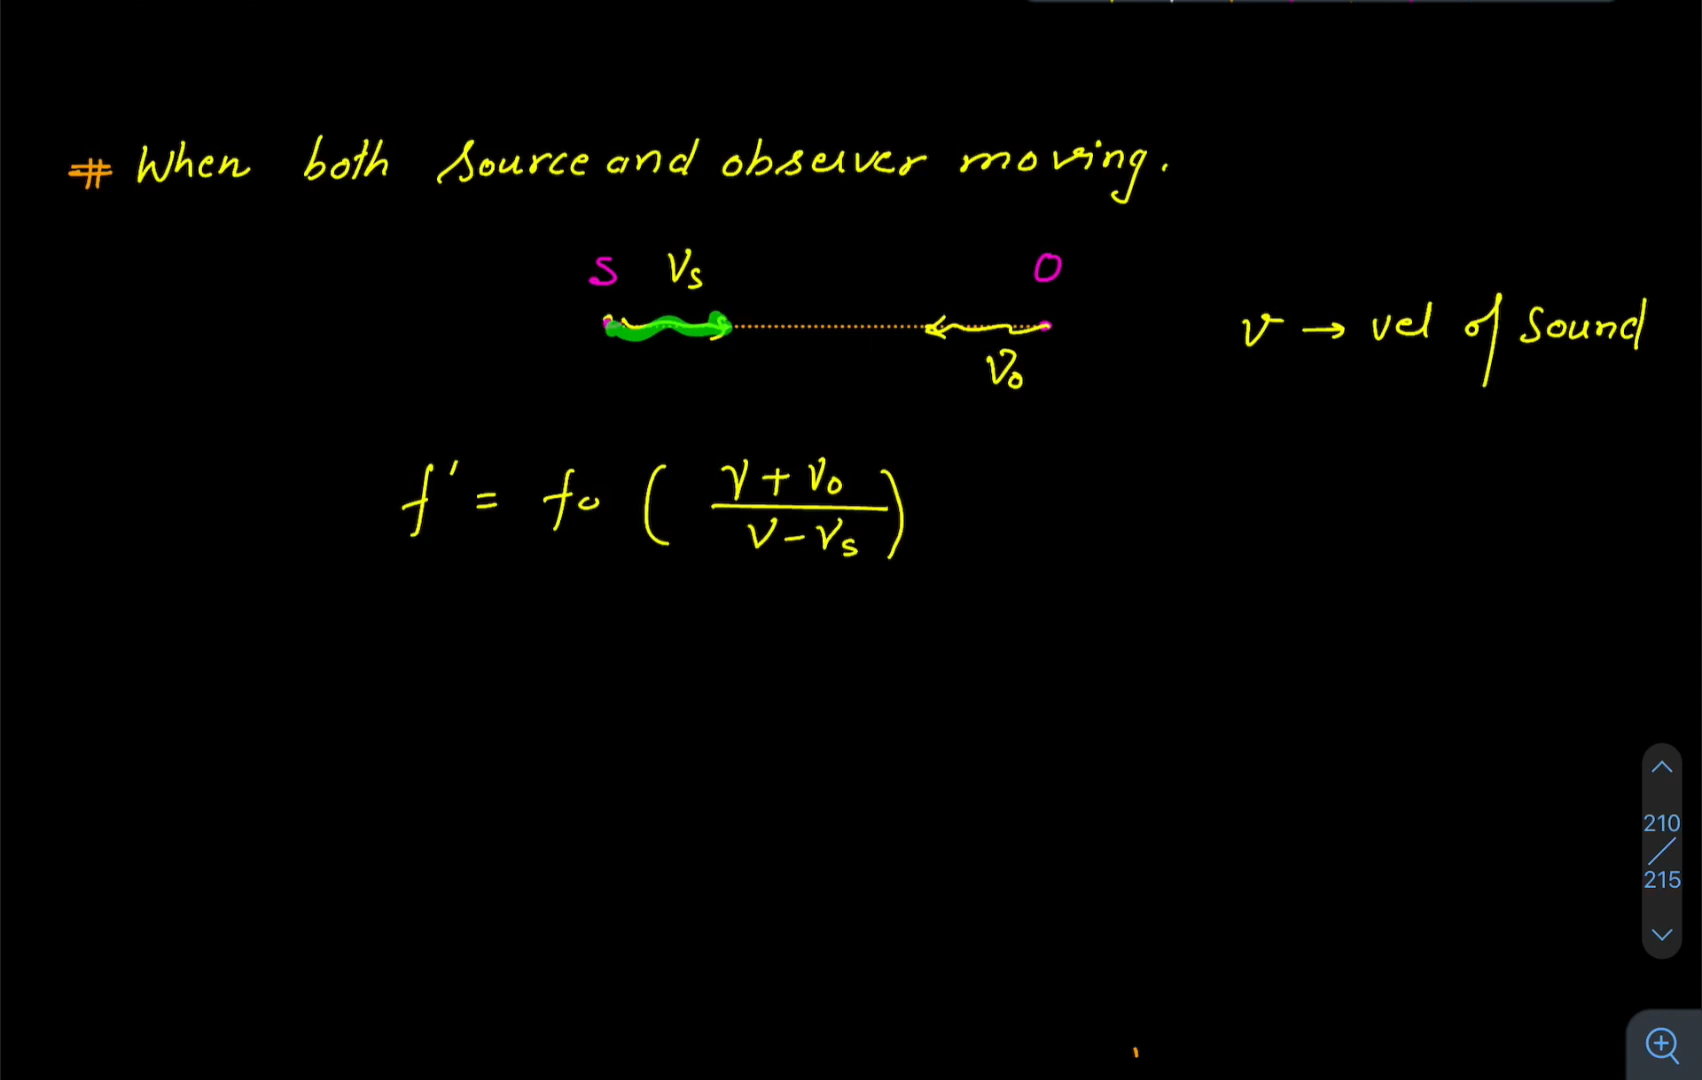 # When both source and observer moving.
S Vs O
v → vel of sound
Vo
f' = fo ( V + Vo / V - Vs )
210
/
215